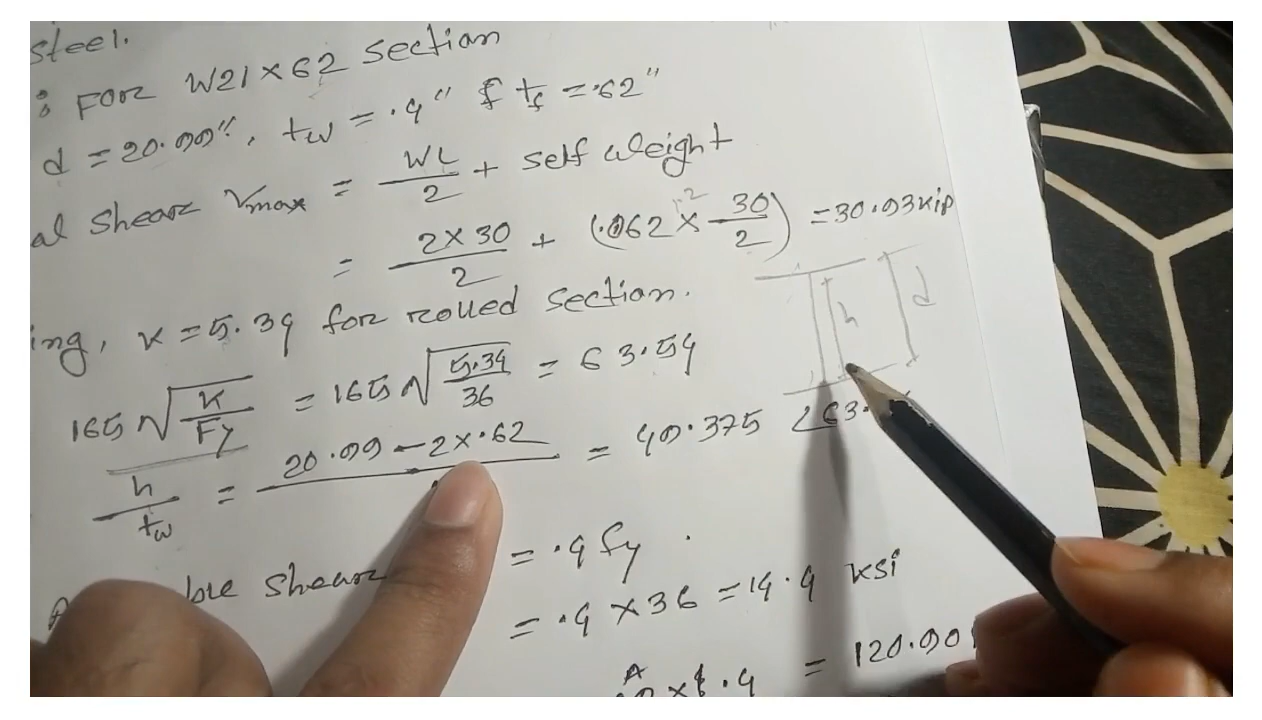 steel.
: For W21×62 section
d = 20.99", tw = .4" & tf = .62"
al Shear Vmax = WL/2 + self weight
= 2×30/2 + (.062×30/2) = 30.93kip
ing, K = 5.34 for rolled section.
165√(K/Fy) = 165√(5.34/36) = 63.54
h/tw = 20.99-2×.62 = 49.375 <63.
ble shear = .4 fy
= .4×36 = 14.4 ksi
×.4 = 120.90
h
d